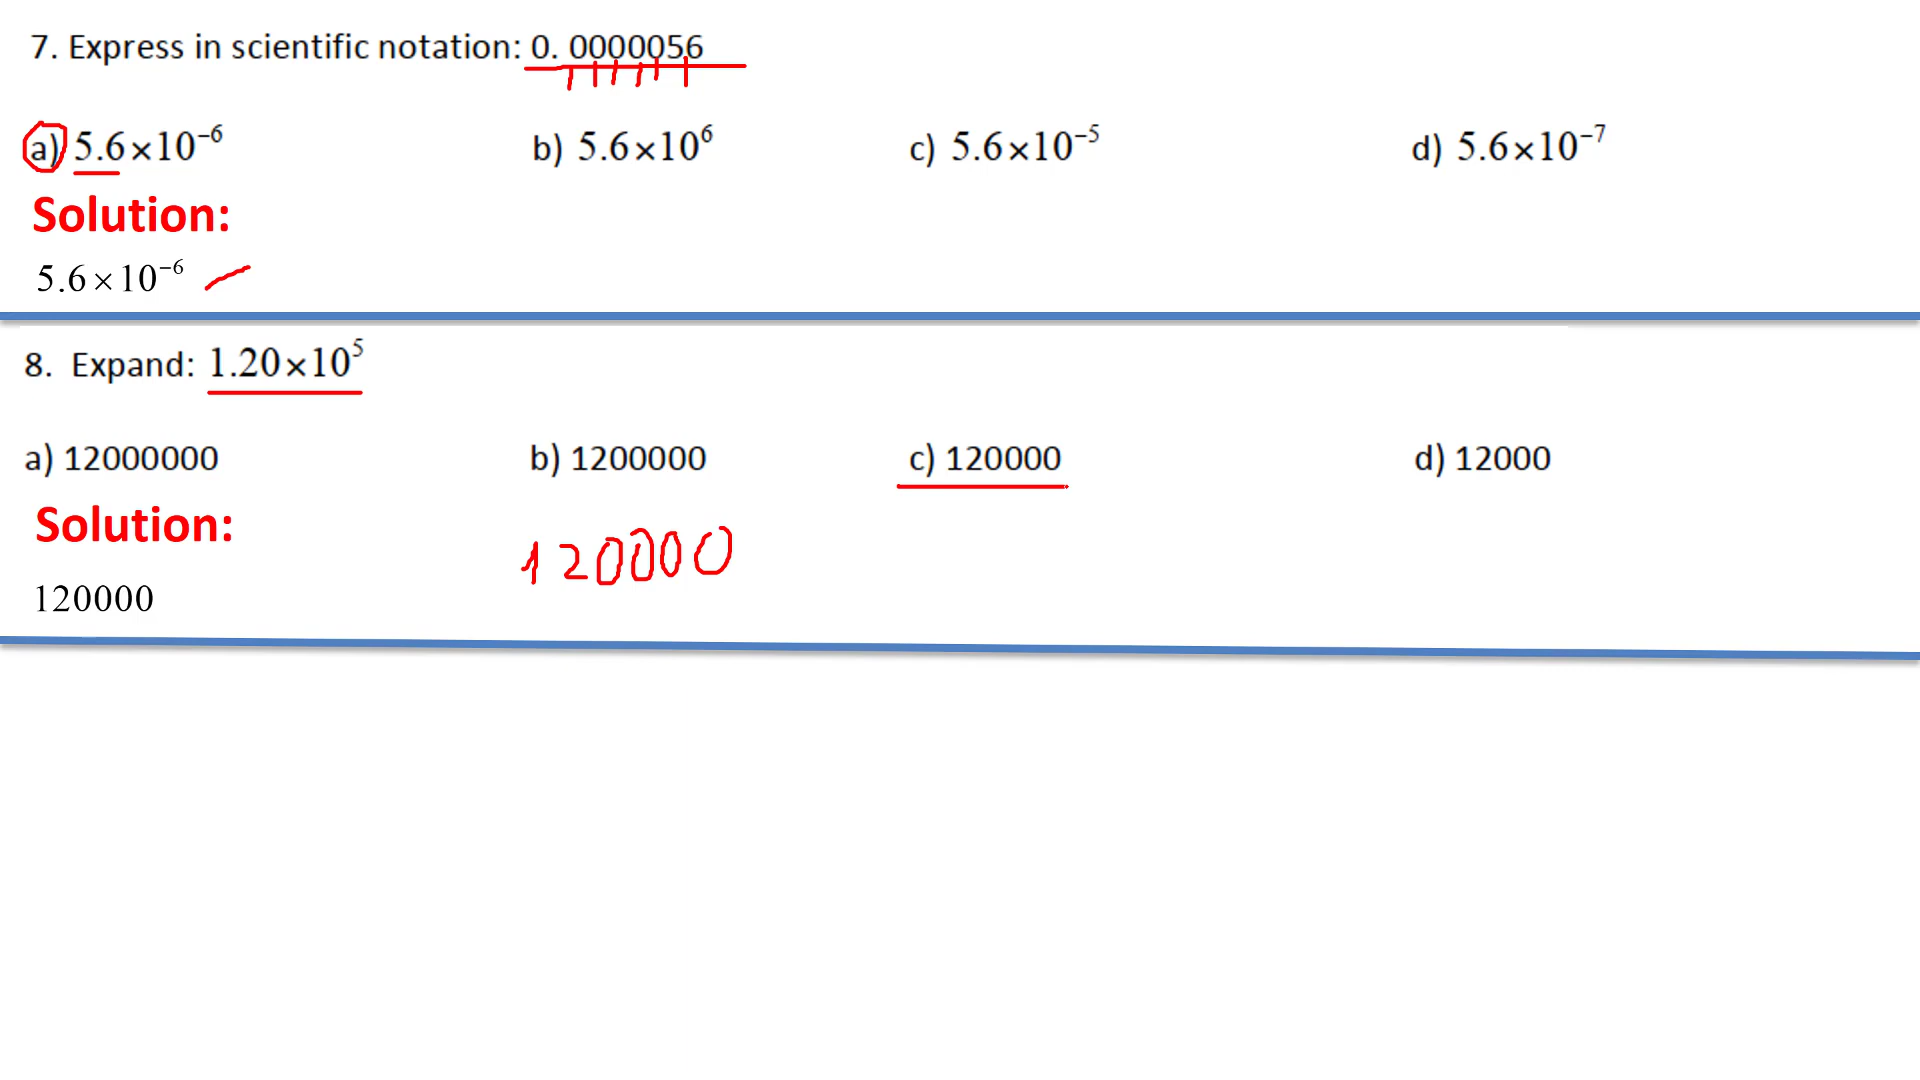 7. Express in scientific notation: 0. 0000056
a) 5.6×10⁻⁶ b) 5.6×10⁶ c) 5.6×10⁻⁵ d) 5.6×10⁻⁷
Solution:
5.6×10⁻⁶
8. Expand: 1.20×10⁵
a) 12000000 b) 1200000 c) 120000 d) 12000
Solution:
120000
120000